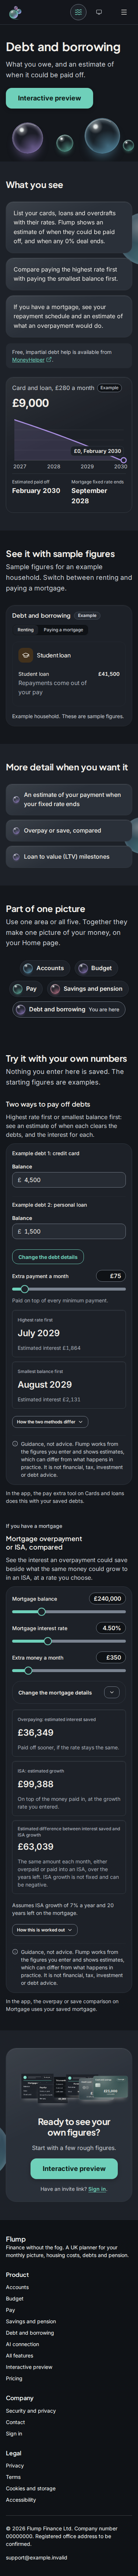 Debt and borrowing
What you owe, and an estimate of
when it could be paid off.
Interactive preview
What you see
List your cards, loans and overdrafts
with their rates. Flump shows an
estimate of when they could be paid
off, and when any 0% deal ends.
Compare paying the highest rate first
with paying the smallest balance first.
If you have a mortgage, see your
repayment schedule and an estimate of
what an overpayment would do.
Free, impartial debt help is available from
MoneyHelper.
Card and loan, £280 a month Example
£9,000
£0, February 2030
2027 2028 2029 2030
Estimated paid off
February 2030
Mortgage fixed rate ends
September
2028
See it with sample figures
Sample figures for an example
household. Switch between renting and
paying a mortgage.
Debt and borrowing Example
Renting Paying a mortgage
Student loan
Student loan £41,500
Repayments come out of
your pay
Example household. These are sample figures.
More detail when you want it
An estimate of your payment when
your fixed rate ends
Overpay or save, compared
Loan to value (LTV) milestones
Part of one picture
Use one area or all five. Together they
make one picture of your money, on
your Home page.
Accounts
Budget
Pay
Savings and pension
Debt and borrowing You are here
Try it with your own numbers
Nothing you enter here is saved. The
starting figures are examples.
Two ways to pay off debts
Highest rate first or smallest balance first:
see an estimate of when each clears the
debts, and the interest for each.
Example debt 1: credit card
Balance
£ 4,500
Example debt 2: personal loan
Balance
£ 1,500
Change the debt details
Extra payment a month £75
Paid on top of every minimum payment.
Highest rate first
July 2029
Estimated interest £1,864
Smallest balance first
August 2029
Estimated interest £2,131
How the two methods differ
Guidance, not advice. Flump works from
the figures you enter and shows estimates,
which can differ from what happens in
practice. It is not financial, tax, investment
or debt advice.
In the app, the pay extra tool on Cards and loans
does this with your saved debts.
If you have a mortgage
Mortgage overpayment
or ISA, compared
See the interest an overpayment could save
beside what the same money could grow to
in an ISA, at a rate you choose.
Mortgage balance £240,000
Mortgage interest rate 4.50%
Extra money a month £350
Change the mortgage details
Overpaying: estimated interest saved
£36,349
Paid off sooner, if the rate stays the same.
ISA: estimated growth
£99,388
On top of the money paid in, at the growth
rate you entered.
Estimated difference between interest saved and
ISA growth
£63,039
The same amount each month, either
overpaid or paid into an ISA, over the
years left. ISA growth is not fixed and can
be negative.
Assumes ISA growth of 7% a year and 20
years left on the mortgage.
How this is worked out
Guidance, not advice. Flump works from
the figures you enter and shows estimates,
which can differ from what happens in
practice. It is not financial, tax, investment
or debt advice.
In the app, the overpay or save comparison on
Mortgage uses your saved mortgage.
Ready to see your
own figures?
Start with a few rough figures.
Interactive preview
Have an invite link? Sign in.
Flump
Finance without the fog. A UK planner for your
monthly picture, housing costs, debts and pension.
Product
Accounts
Budget
Pay
Savings and pension
Debt and borrowing
AI connection
All features
Interactive preview
Pricing
Company
Security and privacy
Contact
Sign in
Legal
Privacy
Terms
Cookies and storage
Accessibility
© 2026 Flump Finance Ltd. Company number
00000000. Registered office address to be
confirmed.
support@example.invalid